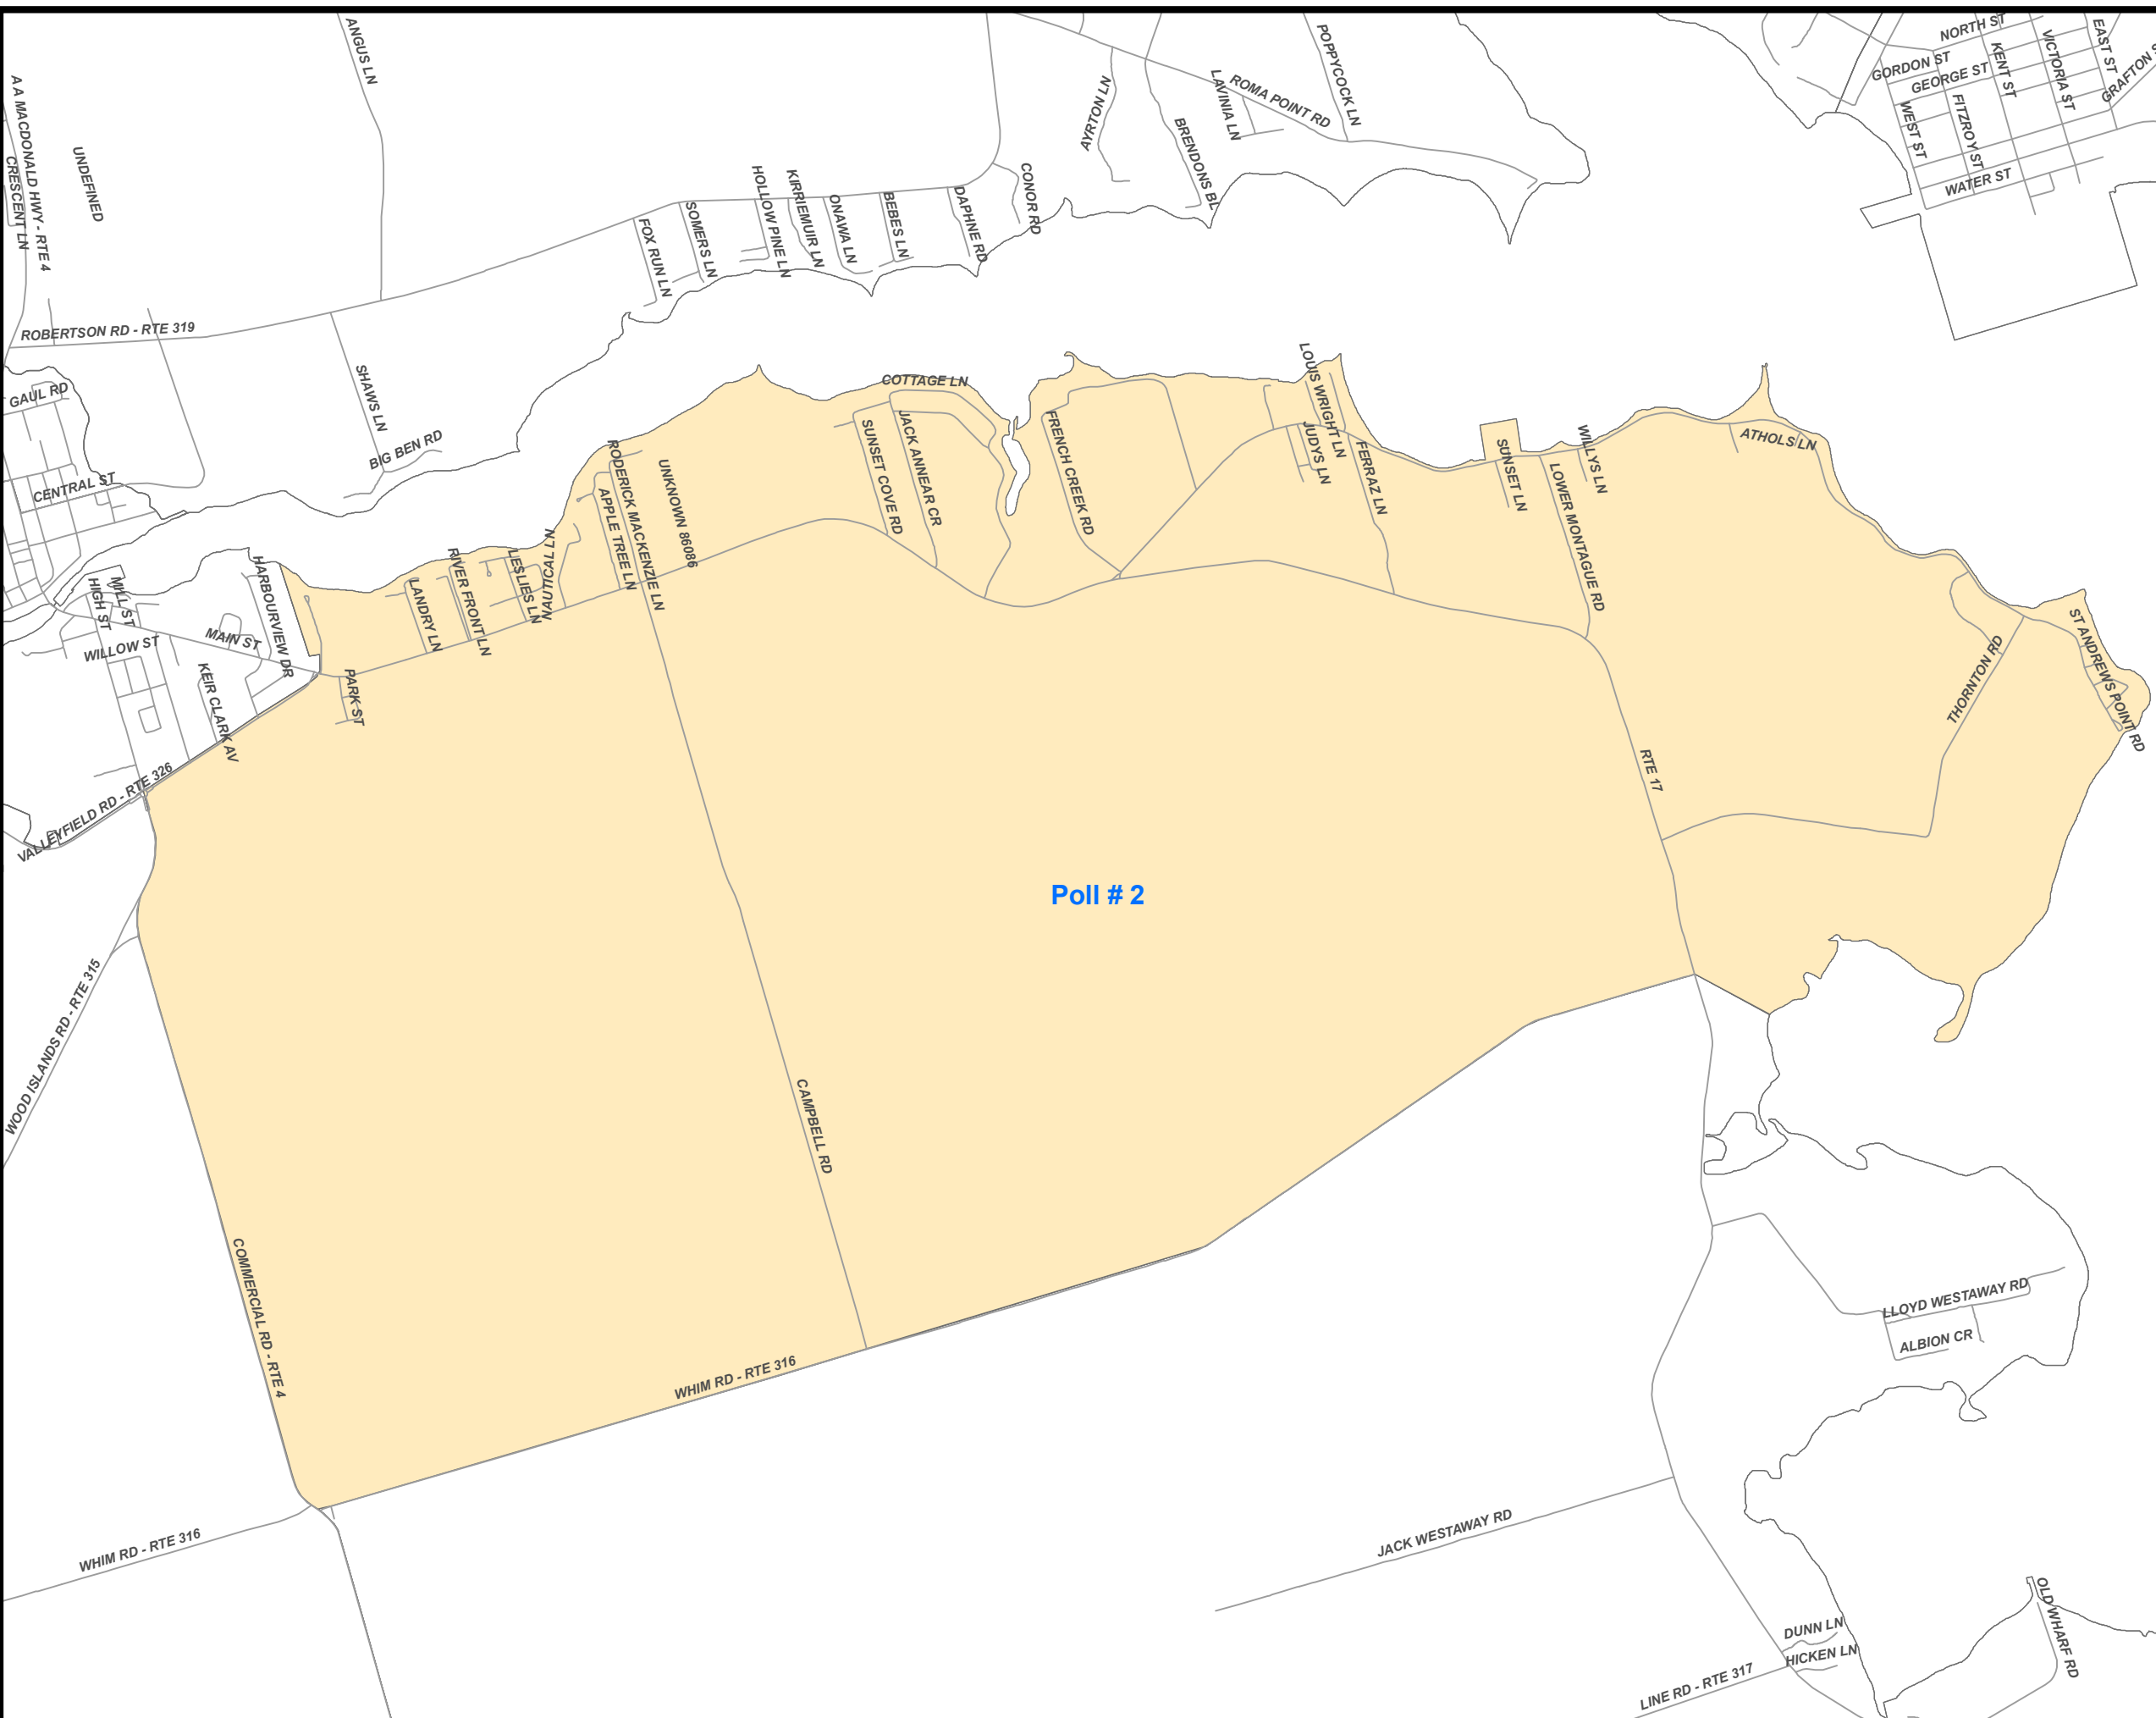 ANGUS LN
A A MACDONALD HWY - RTE 4
CRESCENT LN
UNDEFINED
AYRTON LN
BRENDONS BL
LAVINIA LN
ROMA POINT RD
POPPYCOCK LN
NORTH ST
GORDON ST
GEORGE ST
KENT ST
VICTORIA ST
EAST ST
WEST ST
FITZROY ST
WATER ST
HOLLOW PINE LN
KIRRIEMUIR LN
ONAWA LN
BEBES LN
DAPHNE RD
CONOR RD
FOX RUN LN
SOMERS LN
ROBERTSON RD - RTE 319
GAUL RD
SHAWS LN
BIG BEN RD
CENTRAL ST
COTTAGE LN
SUNSET COVE RD
JACK ANNEAR CR
FRENCH CREEK RD
LOUIS WRIGHT LN
JUDYS LN
FERRAZ LN
SUNSET LN
LOWER MONTAGUE RD
WILLYS LN
ATHOLS LN
RODERICK MACKENZIE LN
APPLE TREE LN
UNKNOWN 86086
NAUTICAL LN
LESLIES LN
RIVER FRONT LN
LANDRY LN
HARBOURVIEW DR
HIGH ST
MILL ST
MAIN ST
WILLOW ST
KEIR CLARK AV
PARK ST
THORNTON RD
ST ANDREWS POINT RD
RTE 17
VALLEYFIELD RD - RTE 326
Poll # 2
WOOD ISLANDS RD - RTE 315
CAMPBELL RD
COMMERCIAL RD - RTE 4
WHIM RD - RTE 316
LLOYD WESTAWAY RD
ALBION CR
WHIM RD - RTE 316
JACK WESTAWAY RD
DUNN LN
HICKEN LN
LINE RD - RTE 317
OLD WHARF RD
GRAFTON